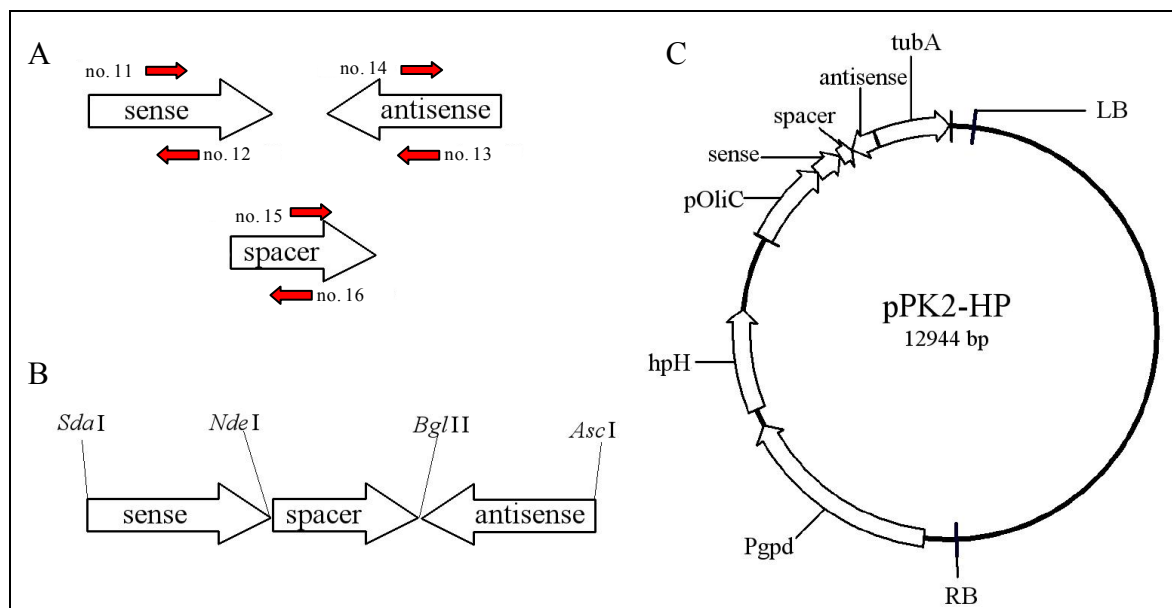 A
no. 11
sense
no. 12
no. 14
antisense
no. 13
no. 15
spacer
no. 16
B
SdaI
NdeI
BglII
AscI
sense
spacer
antisense
C
tubA
antisense
spacer
sense
pOliC
hpH
Pgpd
LB
RB
pPK2-HP
12944 bp